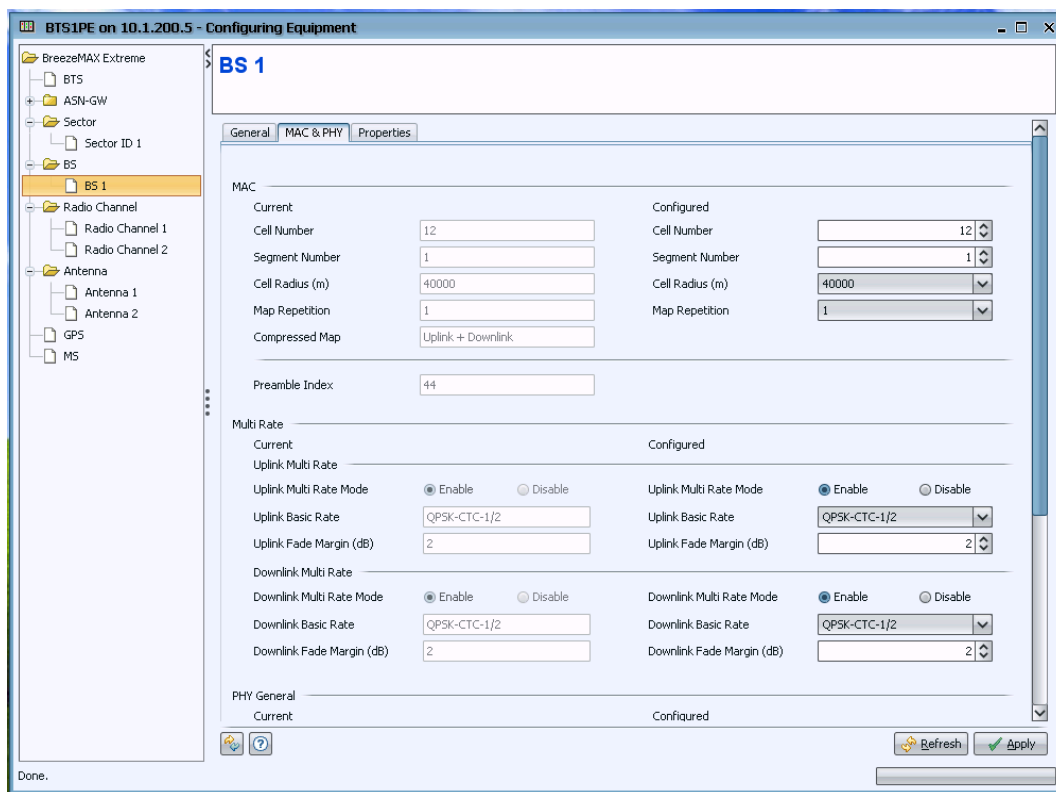 BTS1PE on 10.1.200.5 - Configuring Equipment
BreezeMAX Extreme
BTS
ASN-GW
Sector
Sector ID 1
BS
BS 1
Radio Channel
Radio Channel 1
Radio Channel 2
Antenna
Antenna 1
Antenna 2
GPS
MS
BS 1
General MAC & PHY Properties
MAC
Current Configured
Cell Number 12 Cell Number 12
Segment Number 1 Segment Number 1
Cell Radius (m) 40000 Cell Radius (m) 40000
Map Repetition 1 Map Repetition 1
Compressed Map Uplink + Downlink
Preamble Index 44
Multi Rate
Current Configured
Uplink Multi Rate
Uplink Multi Rate Mode Enable Disable Uplink Multi Rate Mode Enable Disable
Uplink Basic Rate QPSK-CTC-1/2 Uplink Basic Rate QPSK-CTC-1/2
Uplink Fade Margin (dB) 2 Uplink Fade Margin (dB) 2
Downlink Multi Rate
Downlink Multi Rate Mode Enable Disable Downlink Multi Rate Mode Enable Disable
Downlink Basic Rate QPSK-CTC-1/2 Downlink Basic Rate QPSK-CTC-1/2
Downlink Fade Margin (dB) 2 Downlink Fade Margin (dB) 2
PHY General
Current Configured
Refresh Apply
Done.